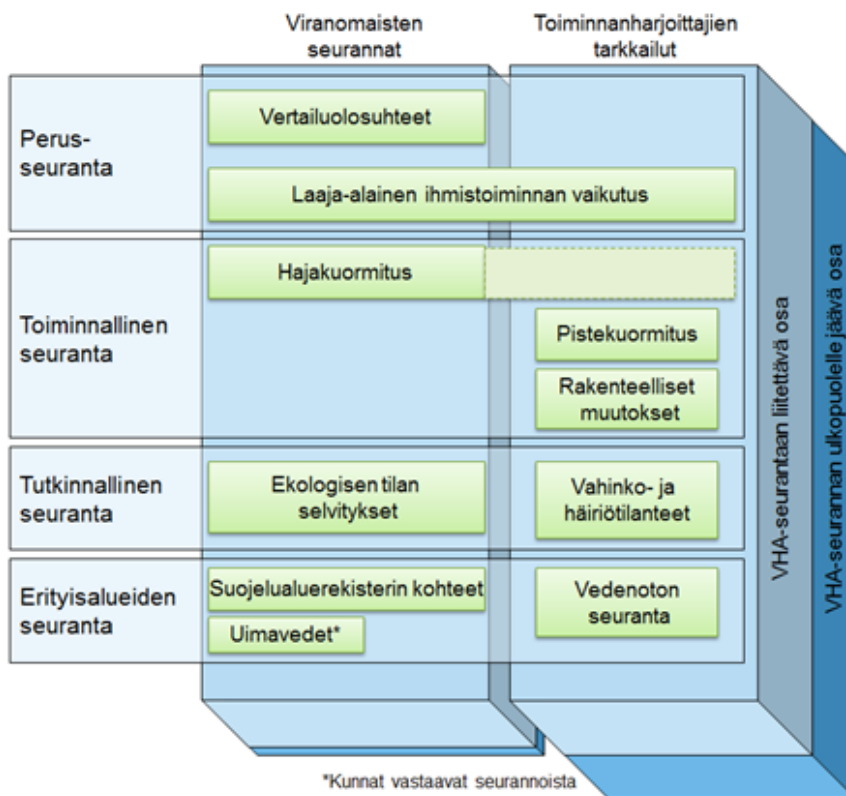 Viranomaisten
seurannat
Toiminnanharjoittajien
tarkkailut
Perus-
seuranta
Vertailuolosuhteet
Laaja-alainen ihmistoiminnan vaikutus
Toiminnallinen
seuranta
Hajakuormitus
Pistekuormitus
Rakenteelliset
muutokset
Tutkinnallinen
seuranta
Ekologisen tilan
selvitykset
Vahinko- ja
häiriötilanteet
Erityisalueiden
seuranta
Suojelualuerekisterin kohteet
Uimavedet*
Vedenoton
seuranta
VHA-seurantaan liitettävä osa
VHA-seurannan ulkopuolelle jäävä osa
*Kunnat vastaavat seurannoista